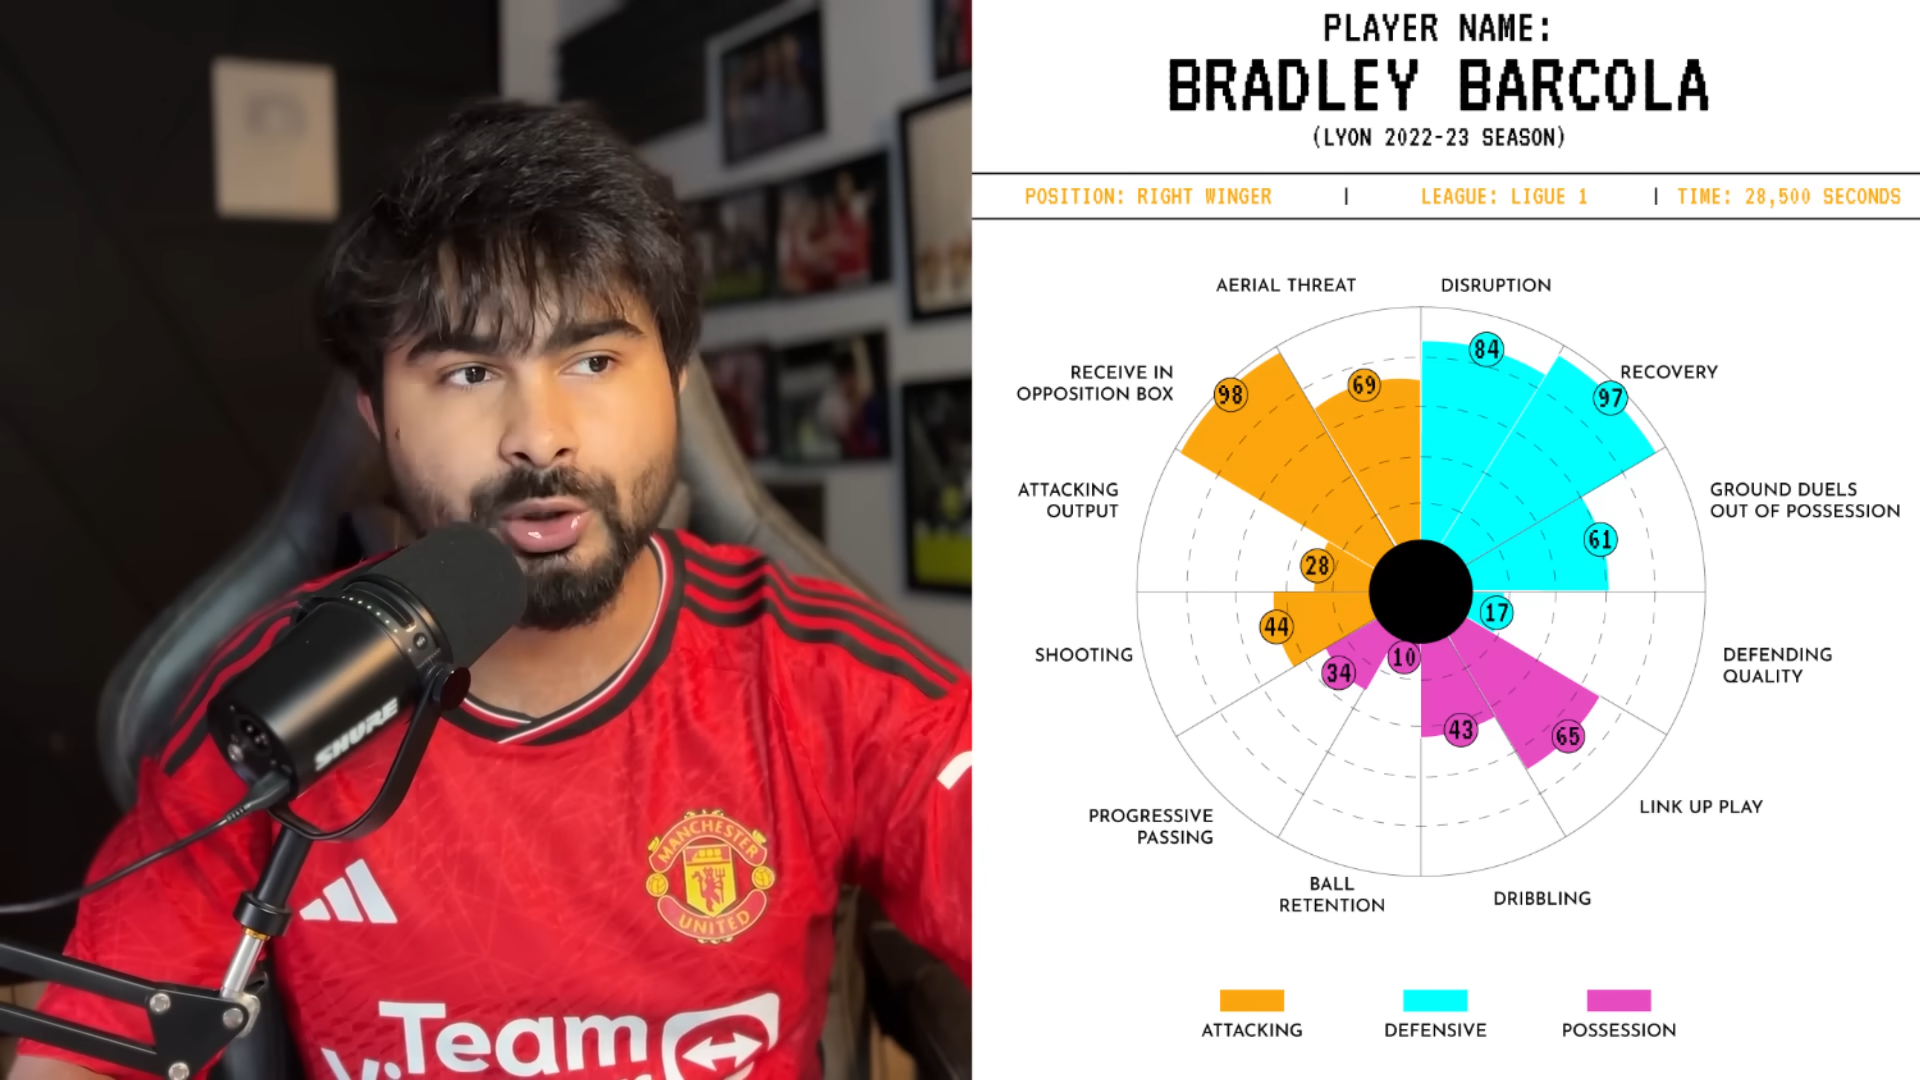 PLAYER NAME:
BRADLEY BARCOLA
(LYON 2022-23 SEASON)
POSITION: RIGHT WINGER | LEAGUE: LIGUE 1 | TIME: 28,500 SECONDS
AERIAL THREAT
DISRUPTION
RECEIVE IN
OPPOSITION BOX
RECOVERY
ATTACKING
OUTPUT
GROUND DUELS
OUT OF POSSESSION
SHOOTING
DEFENDING
QUALITY
PROGRESSIVE
PASSING
LINK UP PLAY
BALL
RETENTION
DRIBBLING
84
97
69
98
61
28
17
44
10
34
43
65
ATTACKING
DEFENSIVE
POSSESSION
SHURE
MANCHESTER
UNITED
Team